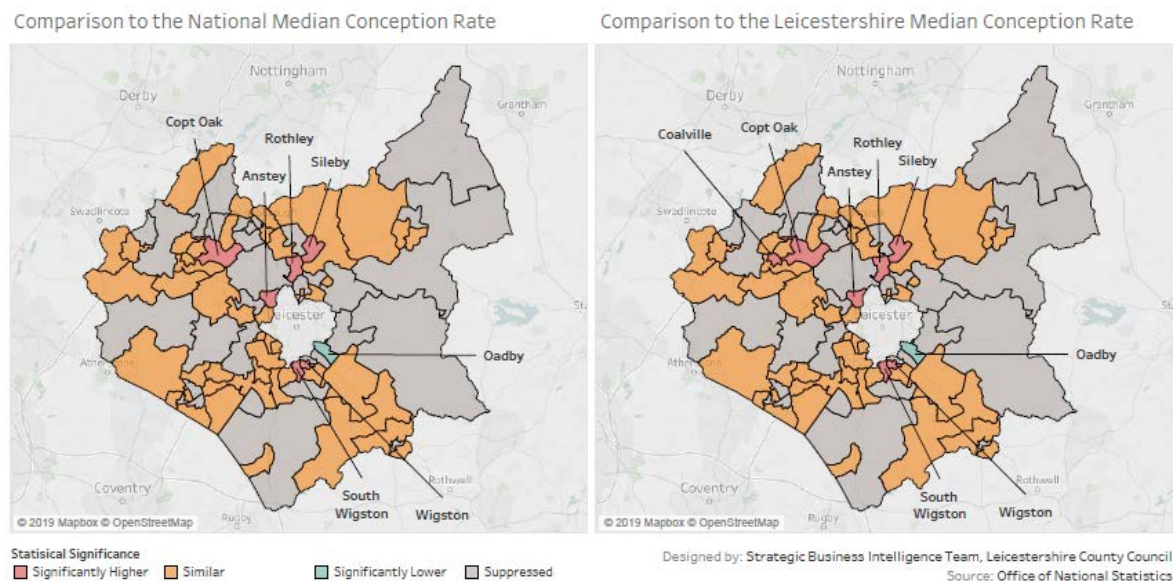 Comparison to the National Median Conception Rate
Comparison to the Leicestershire Median Conception Rate
Nottingham
Derby
Grantham
Copt Oak
Rothley
Sileby
Anstey
Swadlincote
Leicester
Oadby
Coventry
Rugby
Rothwell
South
Wigston
Wigston
© 2019 Mapbox © OpenStreetMap
Nottingham
Derby
Grantham
Coalville
Copt Oak
Rothley
Sileby
Anstey
Swadlincote
Leicester
Oadby
Coventry
Rugby
Rothwell
South
Wigston
Wigston
© 2019 Mapbox © OpenStreetMap
Statisical Significance
Significantly Higher
Similar
Significantly Lower
Suppressed
Designed by: Strategic Business Intelligence Team, Leicestershire County Council
Source: Office of National Statistics